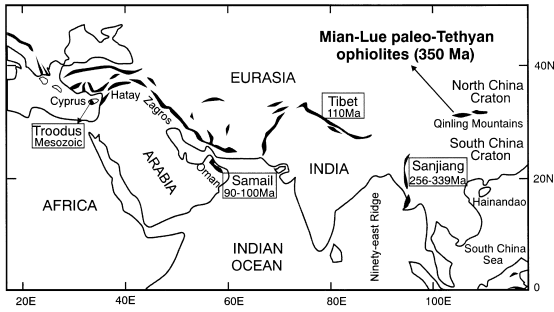 Mian-Lue paleo-Tethyan
ophiolites (350 Ma)
40N
EURASIA
North China
Craton
Cyprus
Hatay
Zagros
Tibet
110Ma
Qinling Mountains
Troodus
Mesozoic
South China
Craton
ARABIA
Oman
INDIA
Sanjiang
256-339Ma
Samail
90-100Ma
20N
AFRICA
Hainandao
Ninety-east Ridge
INDIAN
OCEAN
South China
Sea
0
20E
40E
60E
80E
100E